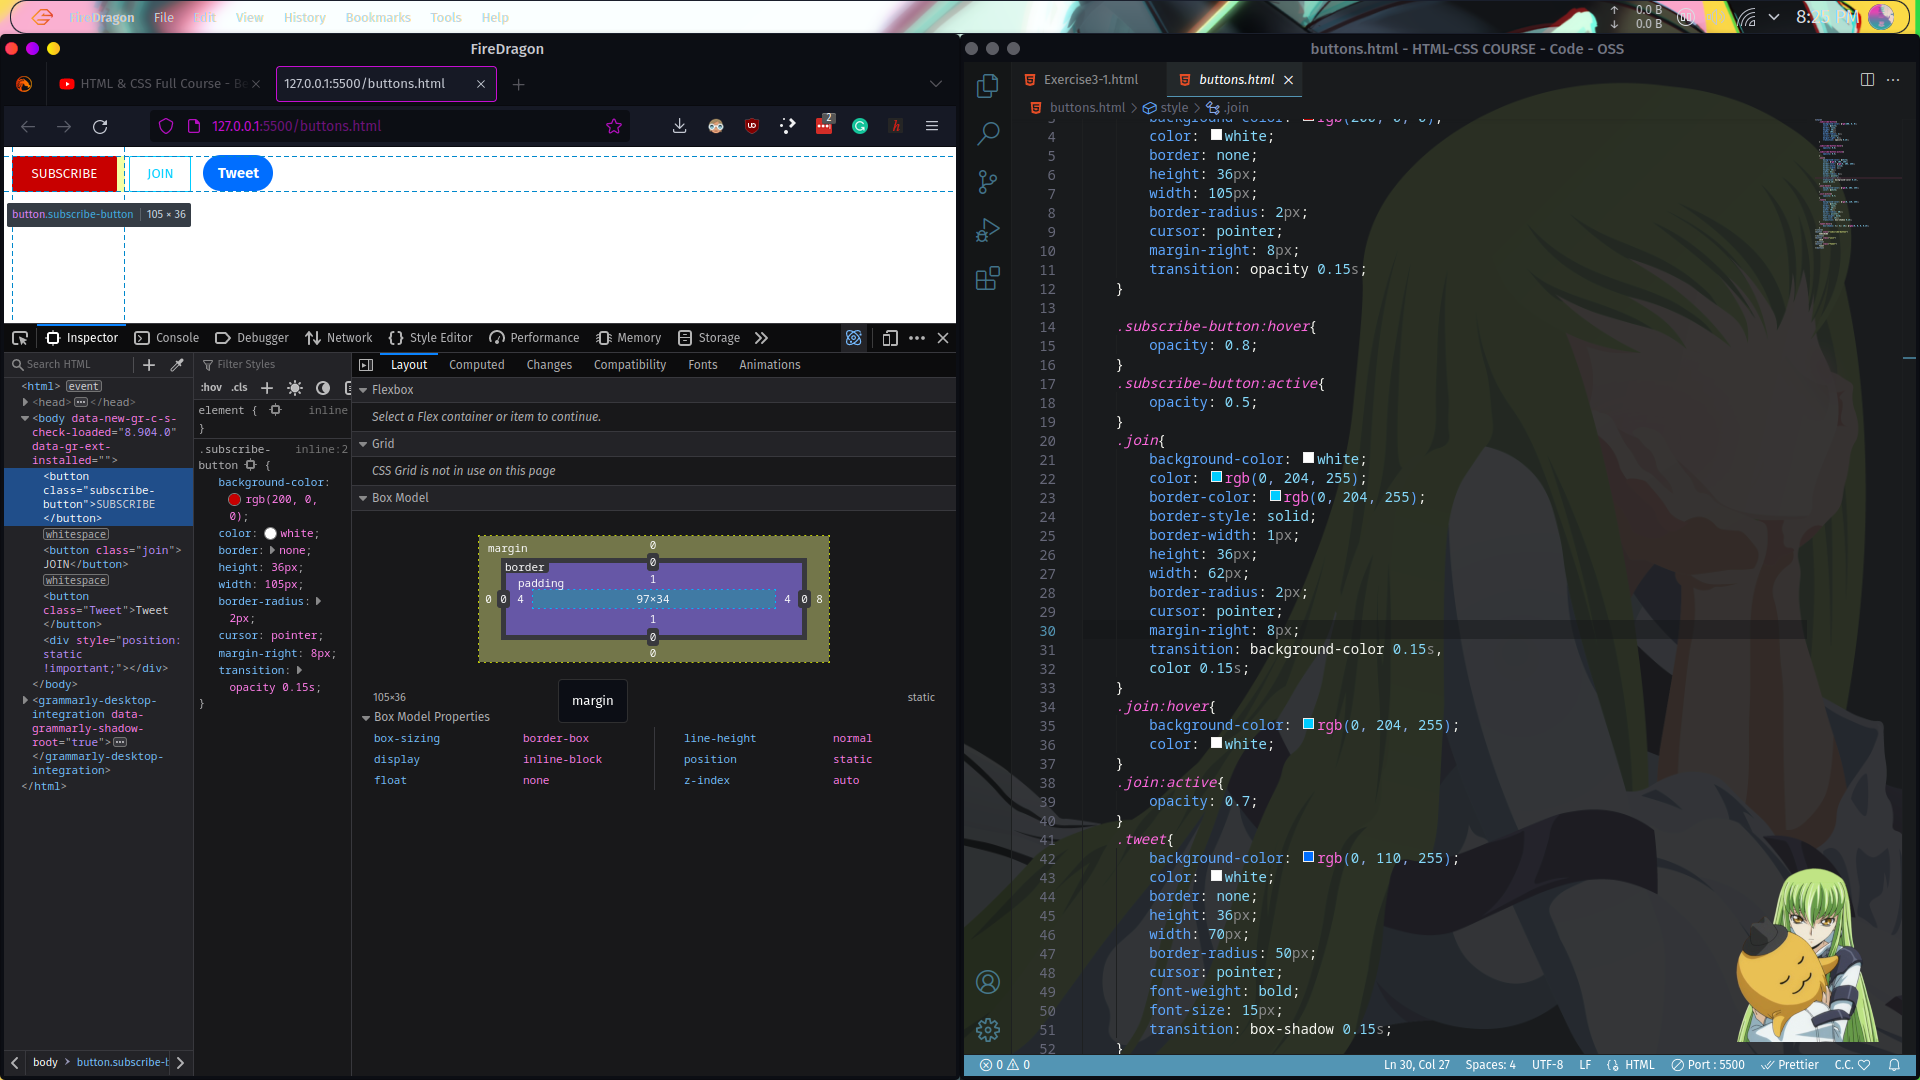 FireDragon File Edit View History Bookmarks Tools Help
0.0 B
0.0 B
8:25 PM
FireDragon
HTML & CSS Full Course - Be
127.0.0.1:5500/buttons.html
127.0.0.1:5500/buttons.html
2
SUBSCRIBE JOIN Tweet
button.subscribe-button 105 × 36
Inspector Console Debugger Network Style Editor Performance Memory Storage
Search HTML
<html> event
<head> </head>
<body data-new-gr-c-s-
check-loaded="8.904.0"
data-gr-ext-
installed="">
<button
class="subscribe-
button">SUBSCRIBE
</button>
whitespace
<button class="join">
JOIN</button>
whitespace
<button
class="Tweet">Tweet
</button>
<div style="position:
static
!important;"></div>
</body>
<grammarly-desktop-
integration data-
grammarly-shadow-
root="true">
</grammarly-desktop-
integration>
</html>
body button.subscribe-b
Filter Styles
:hov .cls
element { inline
}
.subscribe- inline:2
button {
background-color:
rgb(200, 0,
0);
color: white;
border: none;
height: 36px;
width: 105px;
border-radius:
2px;
cursor: pointer;
margin-right: 8px;
transition:
opacity 0.15s;
}
Layout Computed Changes Compatibility Fonts Animations
Flexbox
Select a Flex container or item to continue.
Grid
CSS Grid is not in use on this page
Box Model
margin 0
border 0
padding 1
0 0 4 97×34 4 0 8
1
0
0
105×36 static
margin
Box Model Properties
box-sizing border-box line-height normal
display inline-block position static
float none z-index auto
buttons.html - HTML-CSS COURSE - Code - OSS
Exercise3-1.html buttons.html
buttons.html style .join
3 background-color: rgb(200, 0, 0);
4 color: white;
5 border: none;
6 height: 36px;
7 width: 105px;
8 border-radius: 2px;
9 cursor: pointer;
10 margin-right: 8px;
11 transition: opacity 0.15s;
12 }
13
14 .subscribe-button:hover{
15 opacity: 0.8;
16 }
17 .subscribe-button:active{
18 opacity: 0.5;
19 }
20 .join{
21 background-color: white;
22 color: rgb(0, 204, 255);
23 border-color: rgb(0, 204, 255);
24 border-style: solid;
25 border-width: 1px;
26 height: 36px;
27 width: 62px;
28 border-radius: 2px;
29 cursor: pointer;
30 margin-right: 8px;
31 transition: background-color 0.15s,
32 color 0.15s;
33 }
34 .join:hover{
35 background-color: rgb(0, 204, 255);
36 color: white;
37 }
38 .join:active{
39 opacity: 0.7;
40 }
41 .tweet{
42 background-color: rgb(0, 110, 255);
43 color: white;
44 border: none;
45 height: 36px;
46 width: 70px;
47 border-radius: 50px;
48 cursor: pointer;
49 font-weight: bold;
50 font-size: 15px;
51 transition: box-shadow 0.15s;
52 }
0 0 Ln 30, Col 27 Spaces: 4 UTF-8 LF HTML Port : 5500 Prettier C.C.